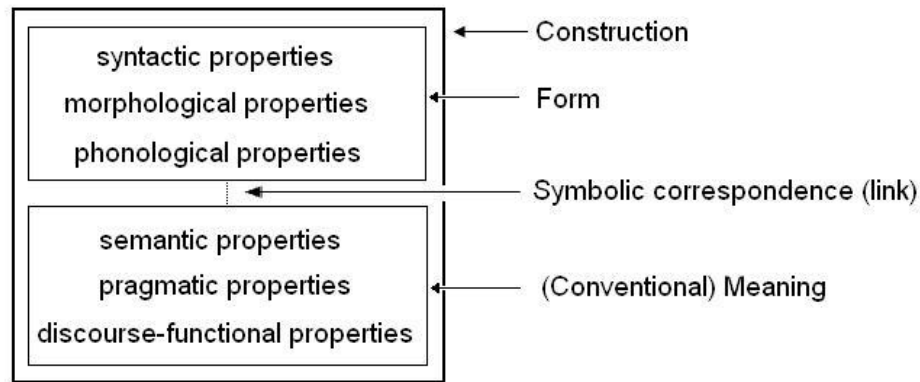 syntactic properties
morphological properties
phonological properties
semantic properties
pragmatic properties
discourse-functional properties
Construction
Form
Symbolic correspondence (link)
(Conventional) Meaning